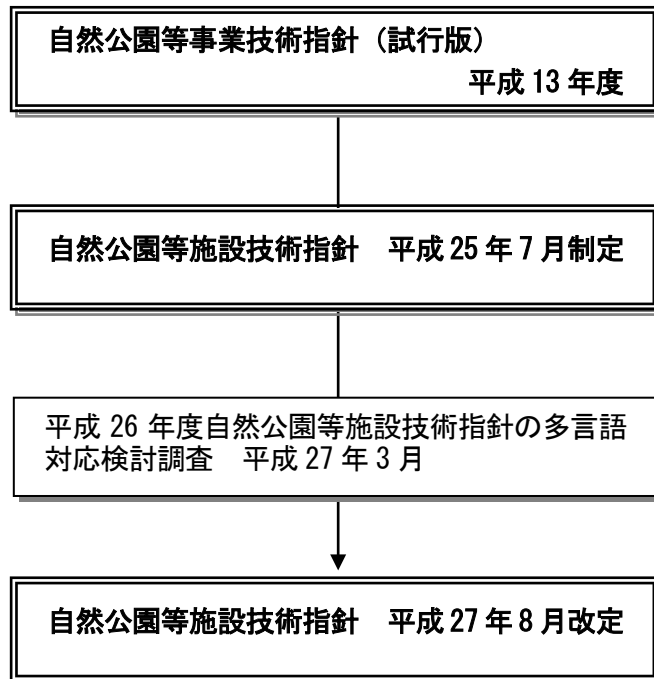 自然公園等事業技術指針（試行版）
平成 13 年度
自然公園等施設技術指針　平成 25 年 7 月制定
平成 26 年度自然公園等施設技術指針の多言語
対応検討調査　平成 27 年 3 月
自然公園等施設技術指針　平成 27 年 8 月改定